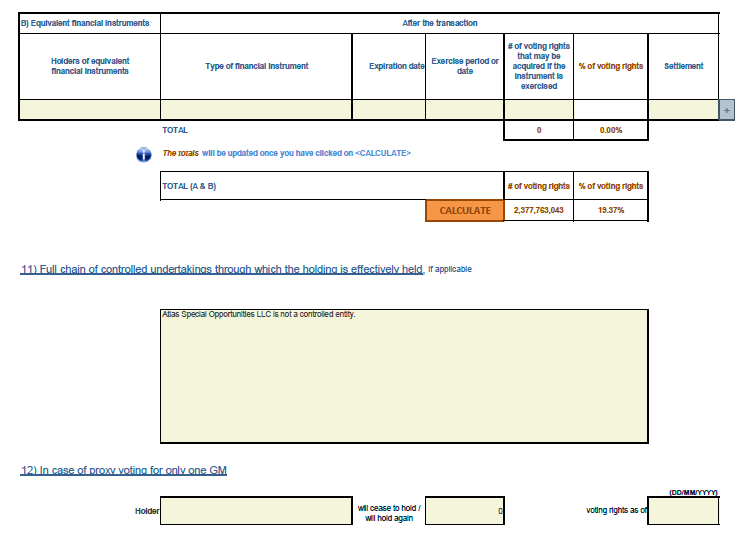 B) Equivalent financial instruments
After the transaction
Holders of equivalent
financial instruments
Type of financial instrument
Expiration date
Exercise period or
date
# of voting rights
that may be
acquired if the
instrument is
exercised
% of voting rights
Settlement
+
TOTAL
0
0.00%
The totals will be updated once you have clicked on <CALCULATE>
TOTAL (A & B)
# of voting rights
% of voting rights
CALCULATE
2,377,763,043
19.37%
11) Full chain of controlled undertakings through which the holding is effectively held, if applicable
Atlas Special Opportunities LLC is not a controlled entity.
12) In case of proxy voting for only one GM
(DD/MM/YYYY)
Holder
will cease to hold /
will hold again
0
voting rights as of